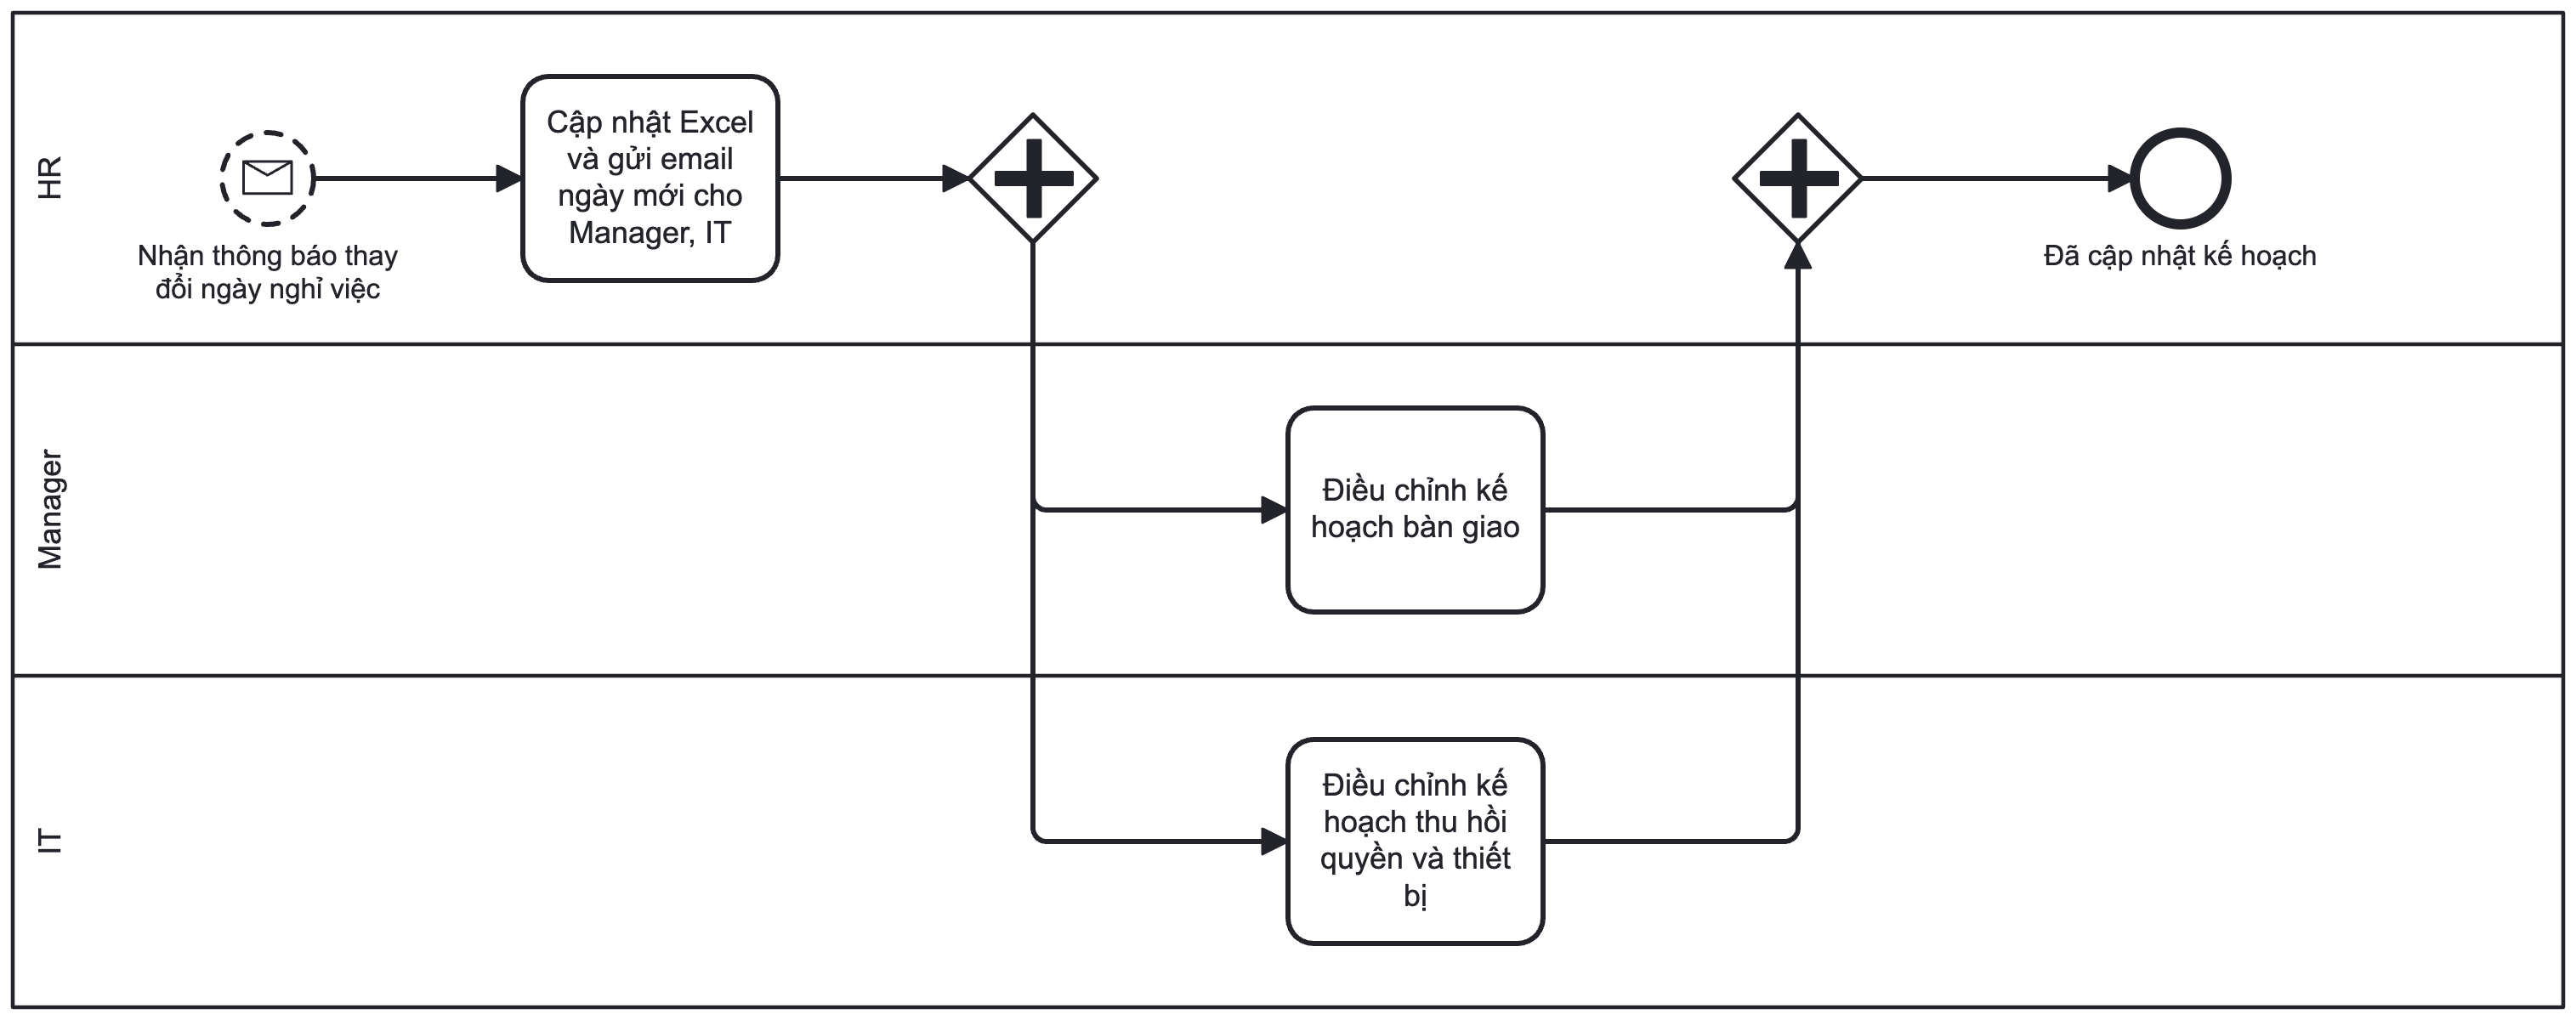 HR
Nhận thông báo thay
đổi ngày nghỉ việc
Cập nhật Excel
và gửi email
ngày mới cho
Manager, IT
Đã cập nhật kế hoạch
Manager
Điều chỉnh kế
hoạch bàn giao
IT
Điều chỉnh kế
hoạch thu hồi
quyền và thiết
bị